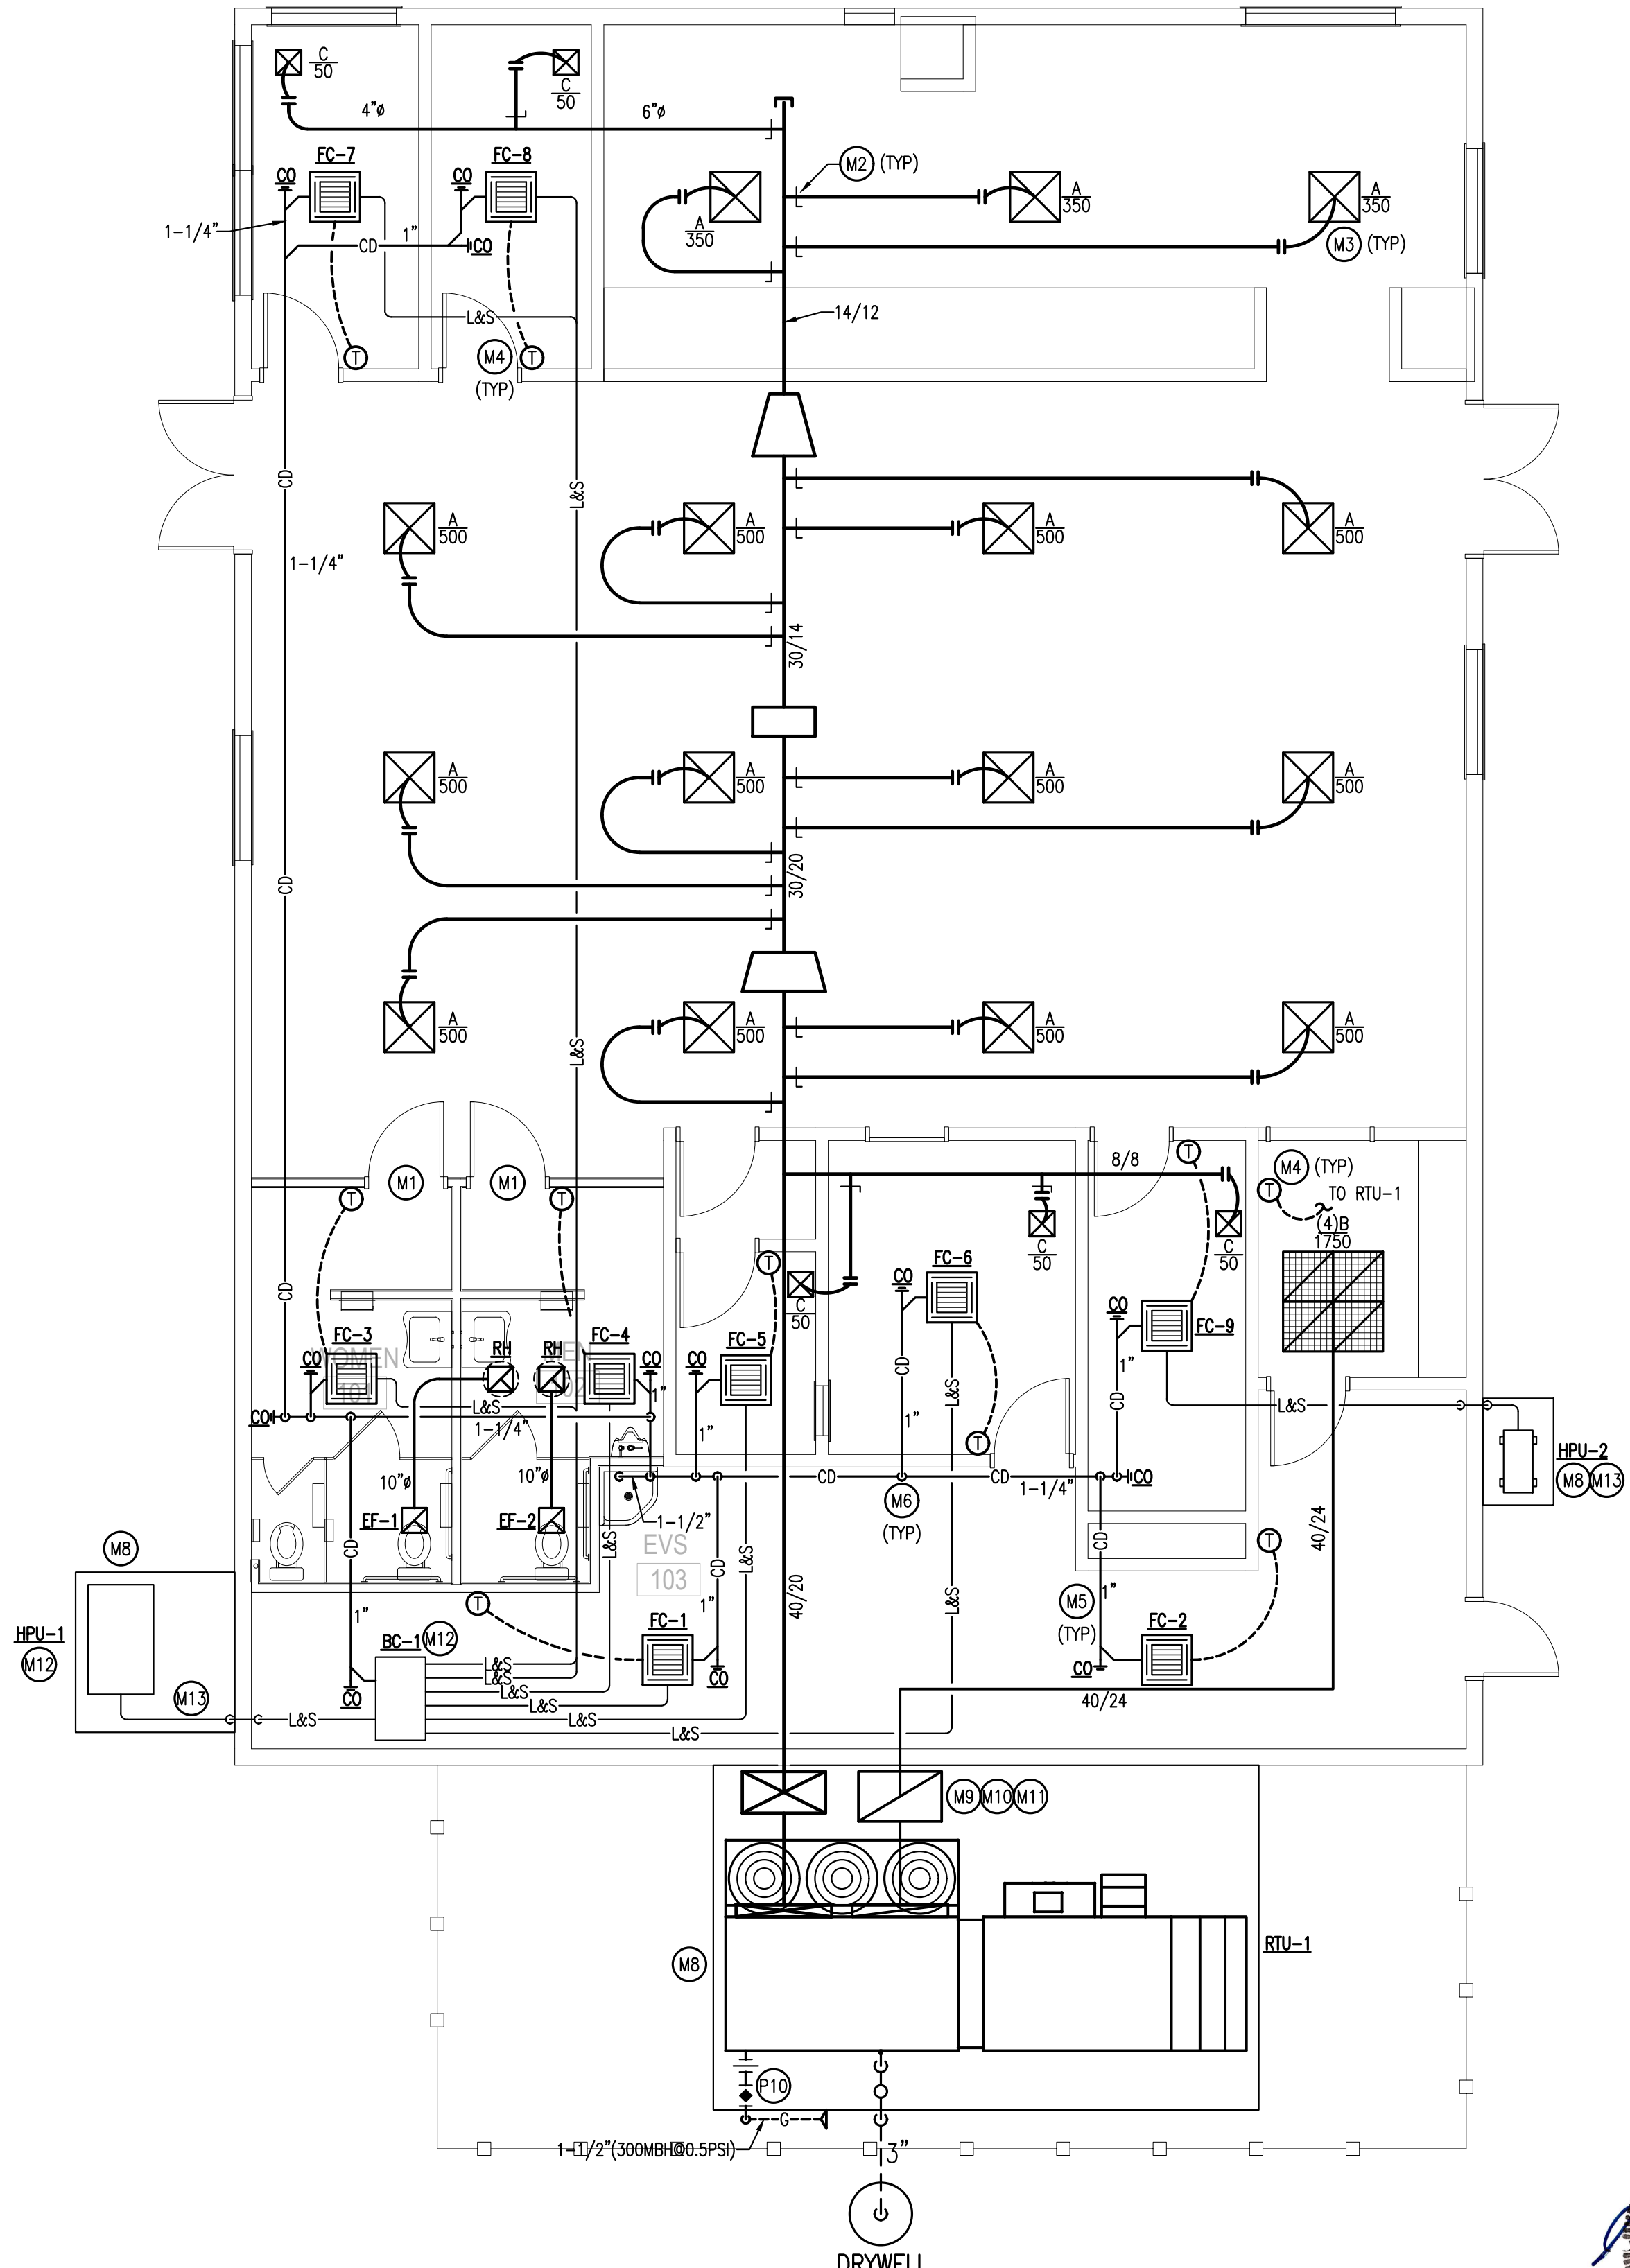 C
50
C
50
4"ø
6"ø
FC-7
FC-8
CO
CO
M2 (TYP)
A
350
A
350
A
350
M3 (TYP)
1-1/4"
CD
1"
CO
L&S
14/12
T
M4
(TYP)
T
CD
L&S
1-1/4"
A
500
A
500
A
500
A
500
30/14
A
500
A
500
A
500
A
500
CD
30/20
A
500
A
500
A
500
A
500
L&S
M1
M1
8/8
T
T
T
M4 (TYP)
T
TO RTU-1
(4)B
1750
C
50
C
50
C
50
T
CD
CO
FC-6
CO
FC-9
FC-3
RH
RH
FC-4
FC-5
WOMEN
101
MEN
CO
CO
CO
1"
1"
CD
L&S
1"
CD
CO
L&S
1-1/4"
1"
1"
T
L&S
HPU-2
M8 M13
10"ø
10"ø
CD
CD
1-1/4"
CO
M6
(TYP)
EF-1
EF-2
1-1/2"
EVS
103
M8
CD
L&S
CD
L&S
CD
T
40/24
HPU-1
M12
1"
T
FC-1
1"
40/20
L&S
M5
(TYP)
1"
FC-2
BC-1
M12
CO
CO
CO
L&S
L&S
L&S
L&S
L&S
L&S
M13
L&S
40/24
M9 M10 M11
RTU-1
M8
P10
G
1-1/2"(300MBH@0.5PSI)
3"
DRYWELL